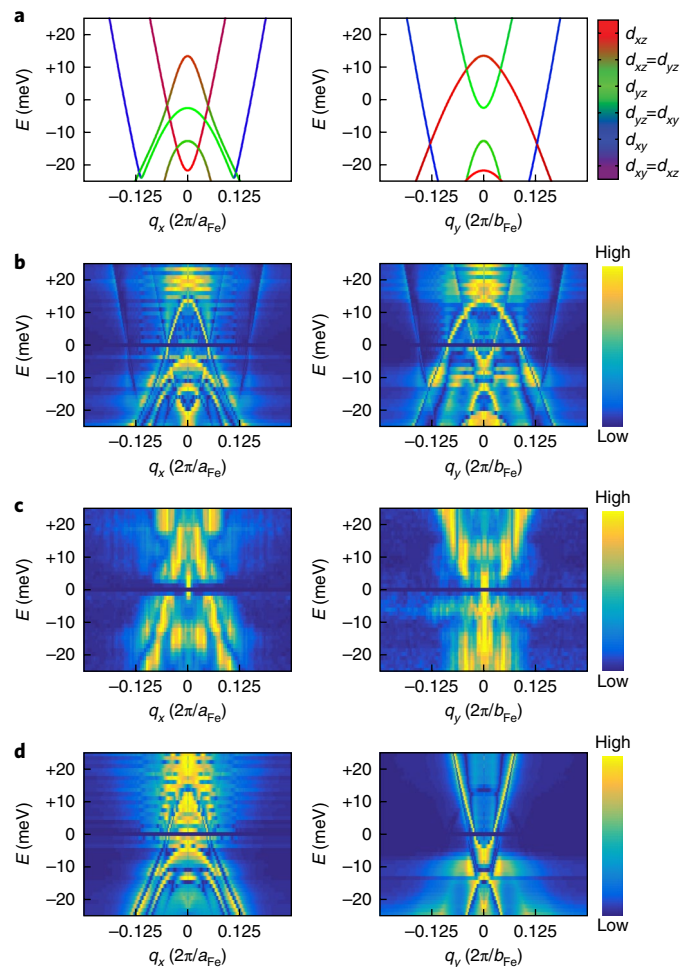 a
+20
+10
0
−10
−20
E (meV)
−0.125 0 0.125
qx (2π/aFe)
E (meV)
+20
+10
0
−10
−20
−0.125 0 0.125
qy (2π/bFe)
dxz
dxz=dyz
dyz
dyz=dxy
dxy
dxy=dxz
b
+20
+10
0
−10
−20
E (meV)
−0.125 0 0.125
qx (2π/aFe)
E (meV)
+20
+10
0
−10
−20
−0.125 0 0.125
qy (2π/bFe)
High
Low
c
+20
+10
0
−10
−20
E (meV)
−0.125 0 0.125
qx (2π/aFe)
E (meV)
+20
+10
0
−10
−20
−0.125 0 0.125
qy (2π/bFe)
High
Low
d
+20
+10
0
−10
−20
E (meV)
−0.125 0 0.125
qx (2π/aFe)
E (meV)
+20
+10
0
−10
−20
−0.125 0 0.125
qy (2π/bFe)
High
Low